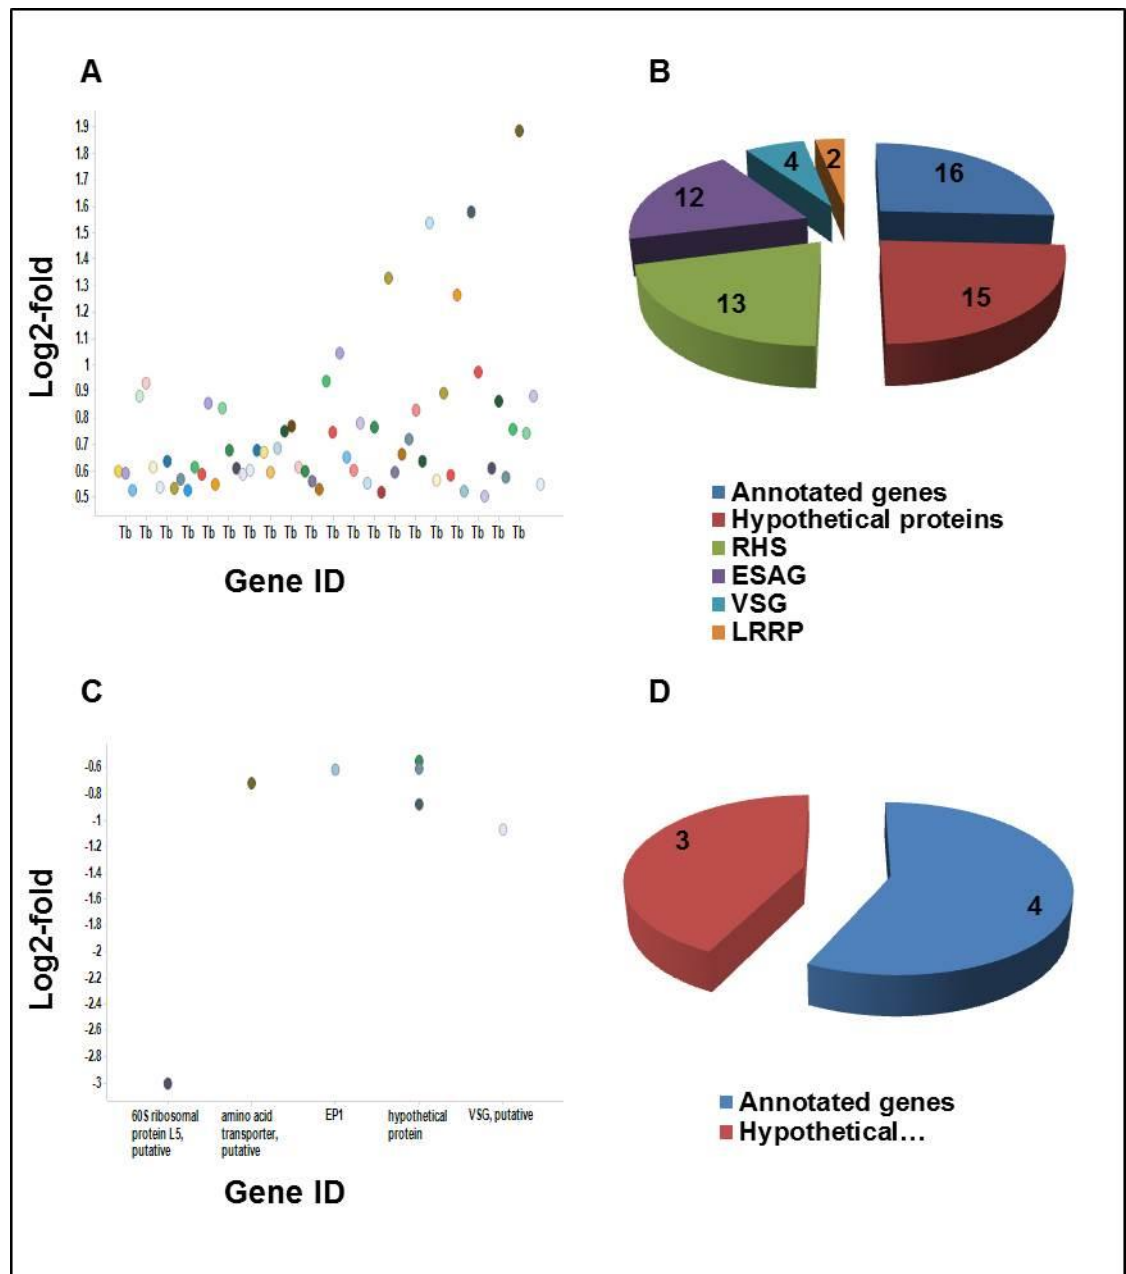 A
B
1.9
1.8
1.7
1.6
1.5
1.4
1.3
1.2
1.1
1
0.9
0.8
0.7
0.6
0.5
Log2-fold
Tb Tb Tb Tb Tb Tb Tb Tb Tb Tb Tb Tb Tb Tb Tb Tb Tb Tb Tb Tb
Gene ID
16
15
13
12
4
2
Annotated genes
Hypothetical proteins
RHS
ESAG
VSG
LRRP
C
D
-0.6
-0.8
-1
-1.2
-1.4
-1.6
-1.8
-2
-2.2
-2.4
-2.6
-2.8
-3
Log2-fold
60S ribosomal
protein L5,
putative
amino acid
transporter,
putative
EP1
hypothetical
protein
VSG, putative
Gene ID
3
4
Annotated genes
Hypothetical…